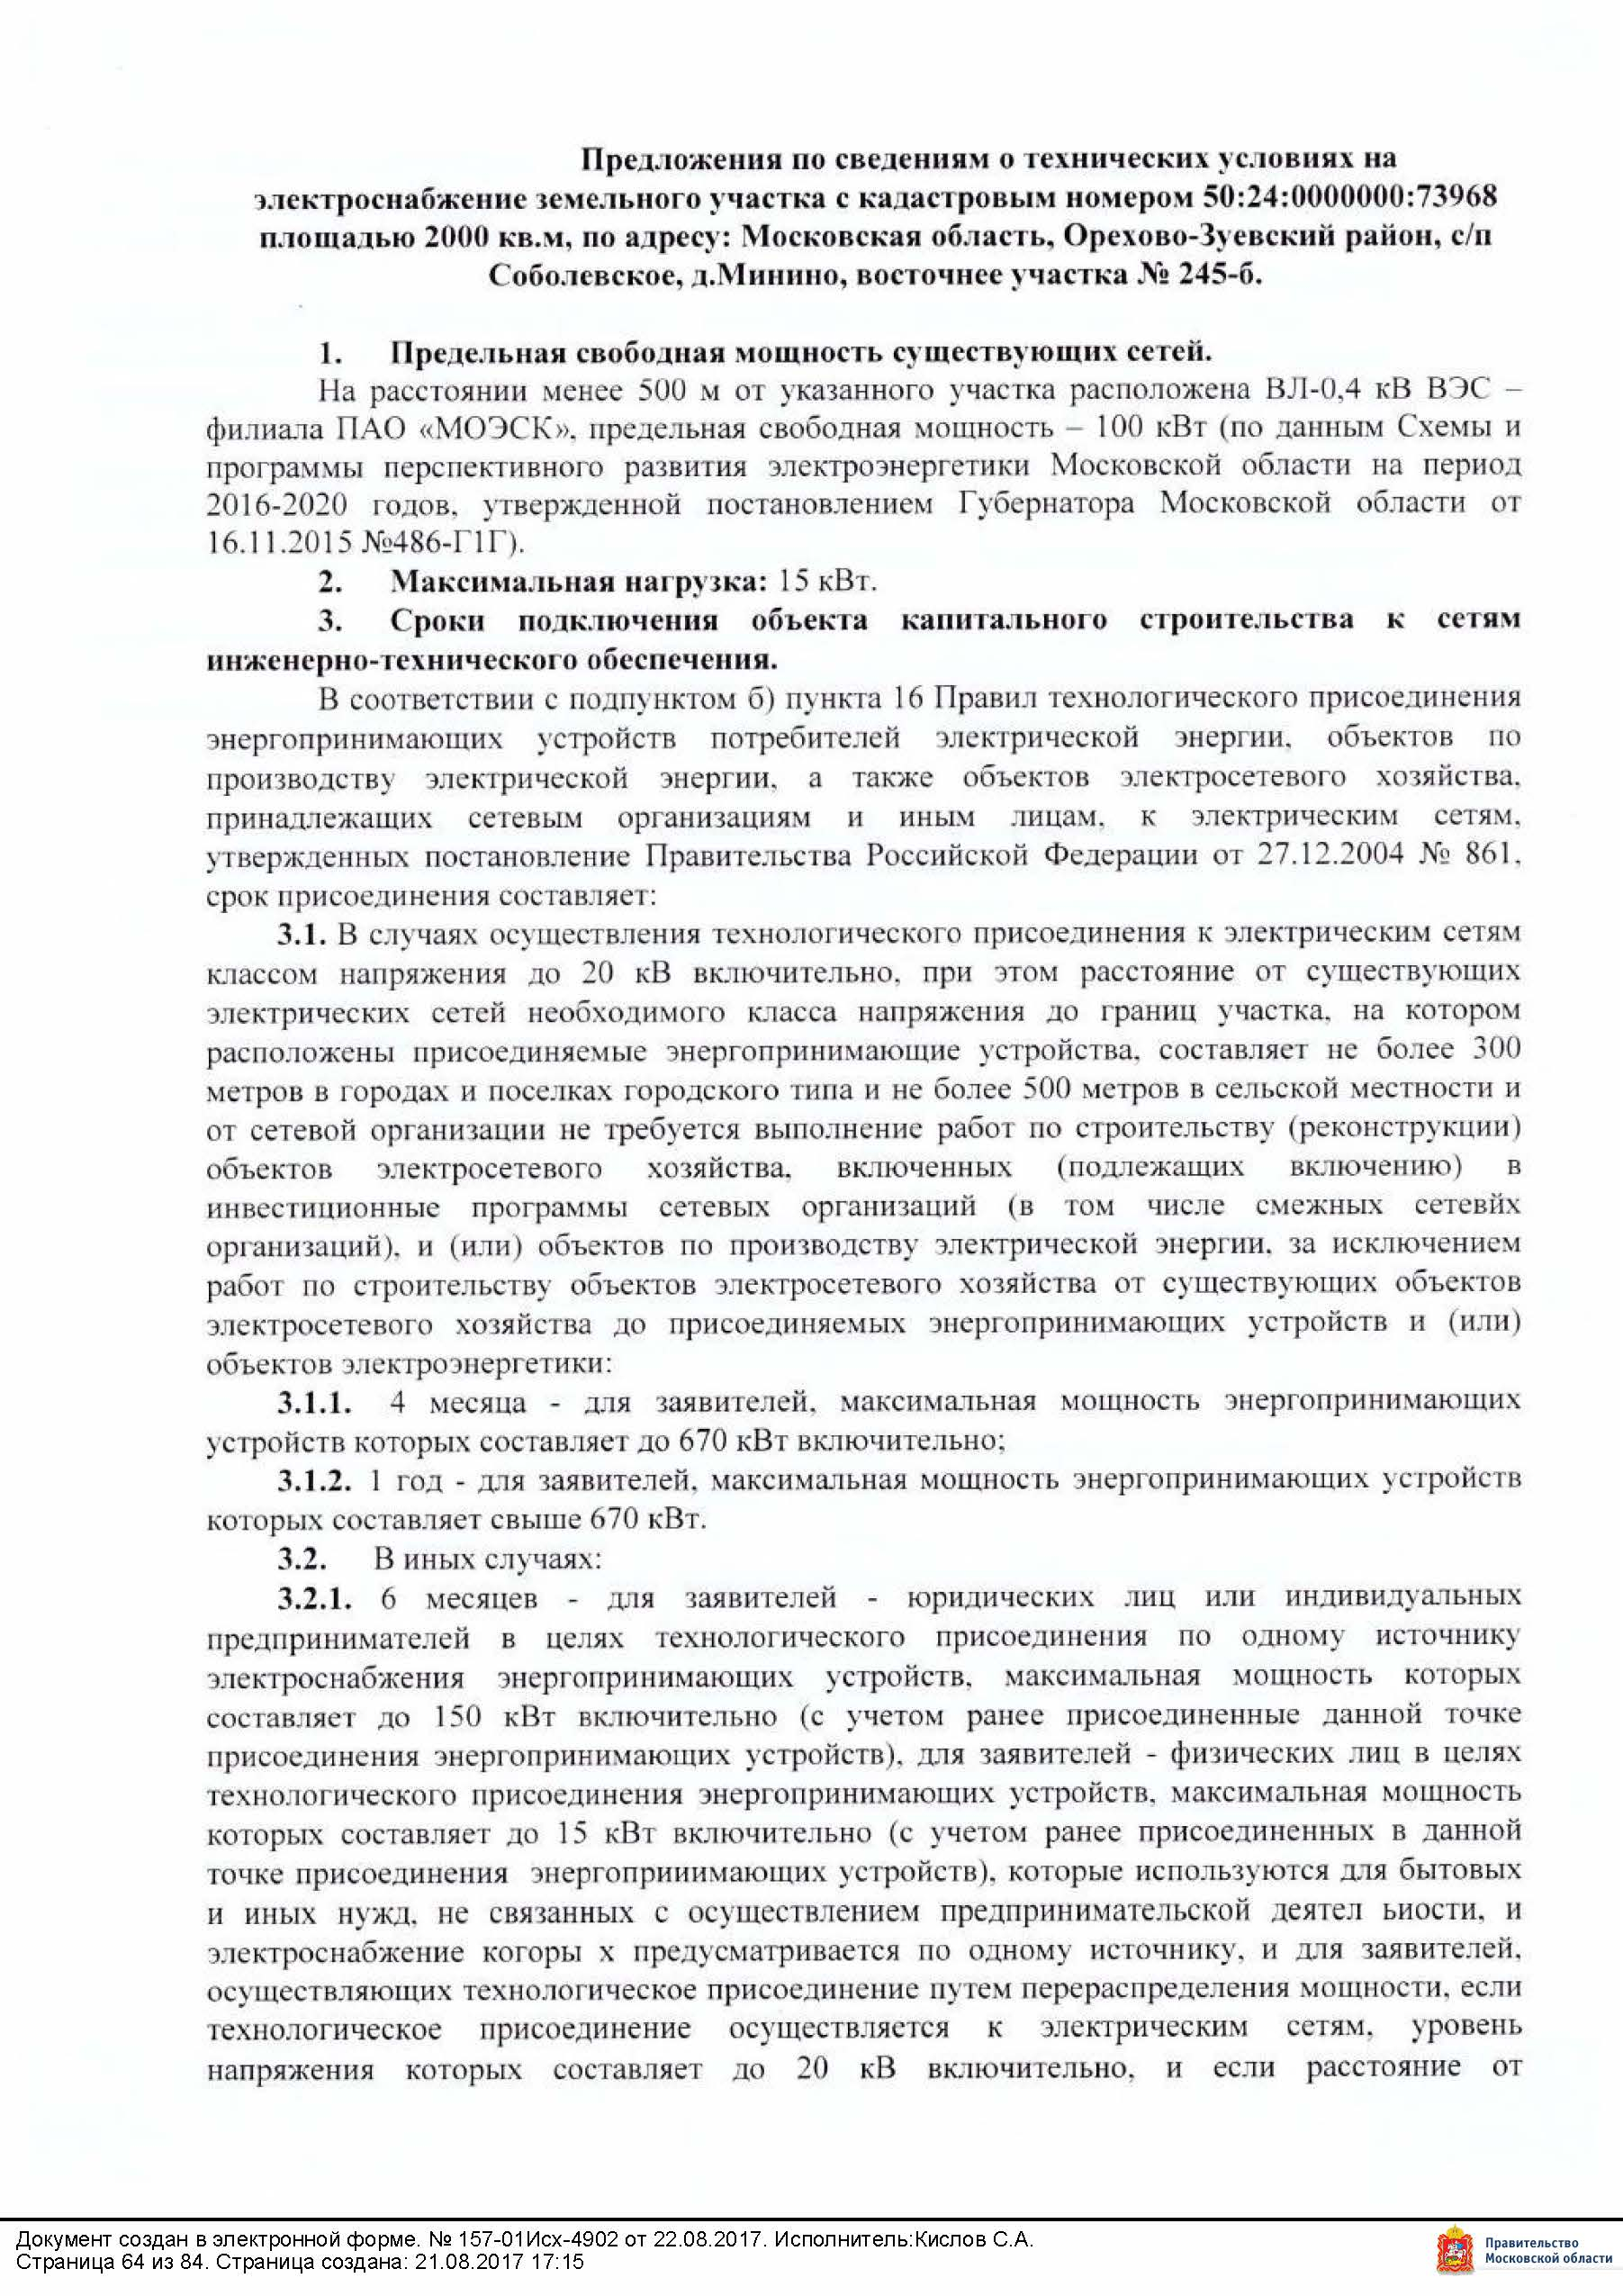 Предложения по сведениям о технических условиях на
электроснабжение земельного участка с кадастровым номером 50:24:0000000:73968
площадью 2000 кв.м, по адресу: Московская область, Орехово-Зуевский район, с/п
Соболевское, д.Минино, восточнее участка № 245-б.
1. Предельная свободная мощность существующих сетей.
На расстоянии менее 500 м от указанного участка расположена ВЛ-0,4 кВ ВЭС –
филиала ПАО «МОЭСК», предельная свободная мощность – 100 кВт (по данным Схемы и
программы перспективного развития электроэнергетики Московской области на период
2016-2020 годов, утвержденной постановлением Губернатора Московской области от
16.11.2015 №486-Г1Г).
2. Максимальная нагрузка: 15 кВт.
3. Сроки подключения объекта капитального строительства к сетям
инженерно-технического обеспечения.
В соответствии с подпунктом б) пункта 16 Правил технологического присоединения
энергопринимающих устройств потребителей электрической энергии, объектов по
производству электрической энергии, а также объектов электросетевого хозяйства,
принадлежащих сетевым организациям и иным лицам, к электрическим сетям,
утвержденных постановление Правительства Российской Федерации от 27.12.2004 № 861,
срок присоединения составляет:
3.1. В случаях осуществления технологического присоединения к электрическим сетям
классом напряжения до 20 кВ включительно, при этом расстояние от существующих
электрических сетей необходимого класса напряжения до границ участка, на котором
расположены присоединяемые энергопринимающие устройства, составляет не более 300
метров в городах и поселках городского типа и не более 500 метров в сельской местности и
от сетевой организации не требуется выполнение работ по строительству (реконструкции)
объектов электросетевого хозяйства, включенных (подлежащих включению) в
инвестиционные программы сетевых организаций (в том числе смежных сетевйх
организаций), и (или) объектов по производству электрической энергии, за исключением
работ по строительству объектов электросетевого хозяйства от существующих объектов
электросетевого хозяйства до присоединяемых энергопринимающих устройств и (или)
объектов электроэнергетики:
3.1.1. 4 месяца - для заявителей, максимальная мощность энергопринимающих
устройств которых составляет до 670 кВт включительно;
3.1.2. 1 год - для заявителей, максимальная мощность энергопринимающих устройств
которых составляет свыше 670 кВт.
3.2. В иных случаях:
3.2.1. 6 месяцев - для заявителей - юридических лиц или индивидуальных
предпринимателей в целях технологического присоединения по одному источнику
электроснабжения энергопринимающих устройств, максимальная мощность которых
составляет до 150 кВт включительно (с учетом ранее присоединенные данной точке
присоединения энергопринимающих устройств), для заявителей - физических лиц в целях
технологического присоединения энергопринимающих устройств, максимальная мощность
которых составляет до 15 кВт включительно (с учетом ранее присоединенных в данной
точке присоединения энергоприиимающих устройств), которые используются для бытовых
и иных нужд, не связанных с осуществлением предпринимательской деятел ьиости, и
электроснабжение когоры х предусматривается по одному источнику, и для заявителей,
осуществляющих технологическое присоединение путем перераспределения мощности, если
технологическое присоединение осуществляется к электрическим сетям, уровень
напряжения которых составляет до 20 кВ включительно, и если расстояние от
Документ создан в электронной форме. № 157-01Исх-4902 от 22.08.2017. Исполнитель:Кислов С.А.
Страница 64 из 84. Страница создана: 21.08.2017 17:15
Правительство
Московской области